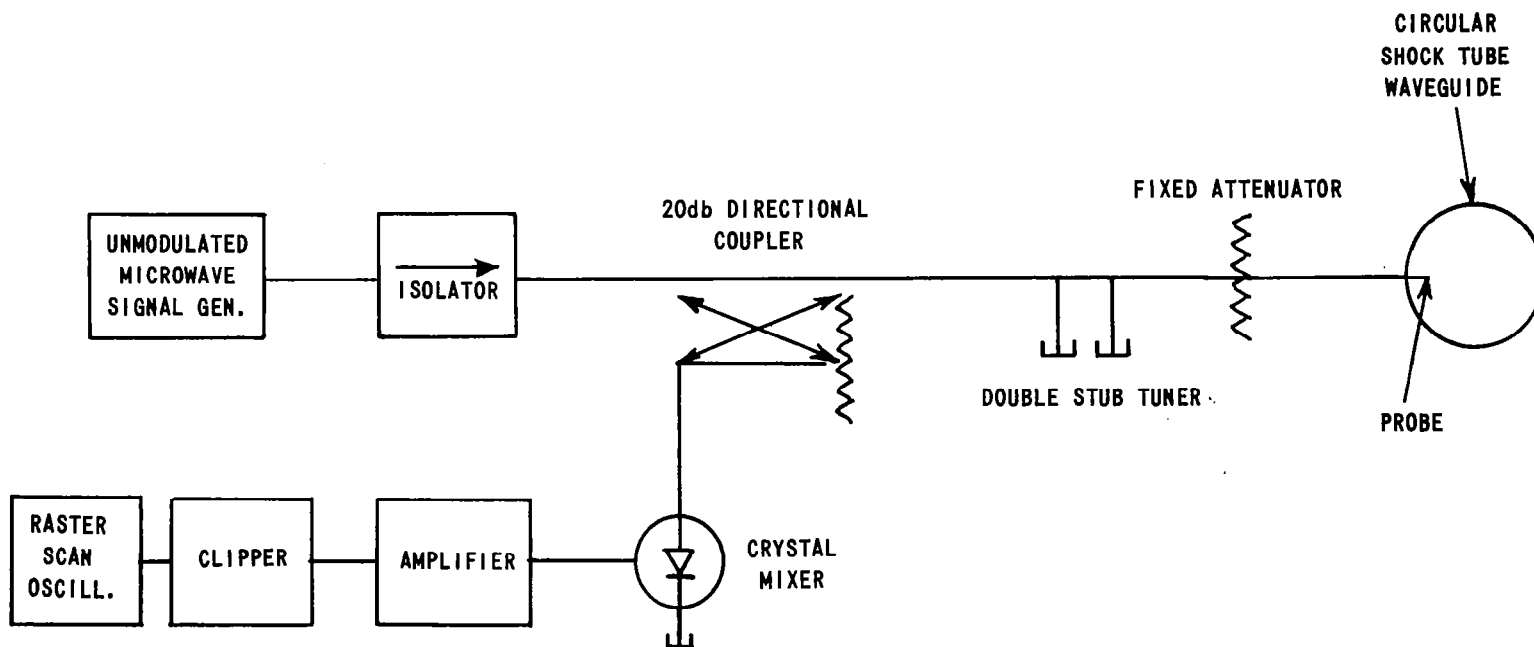 CIRCULAR
SHOCK TUBE
WAVEGUIDE
FIXED ATTENUATOR
20db DIRECTIONAL
COUPLER
UNMODULATED
MICROWAVE
SIGNAL GEN.
ISOLATOR
DOUBLE STUB TUNER
PROBE
RASTER
SCAN
OSCILL.
CLIPPER
AMPLIFIER
CRYSTAL
MIXER